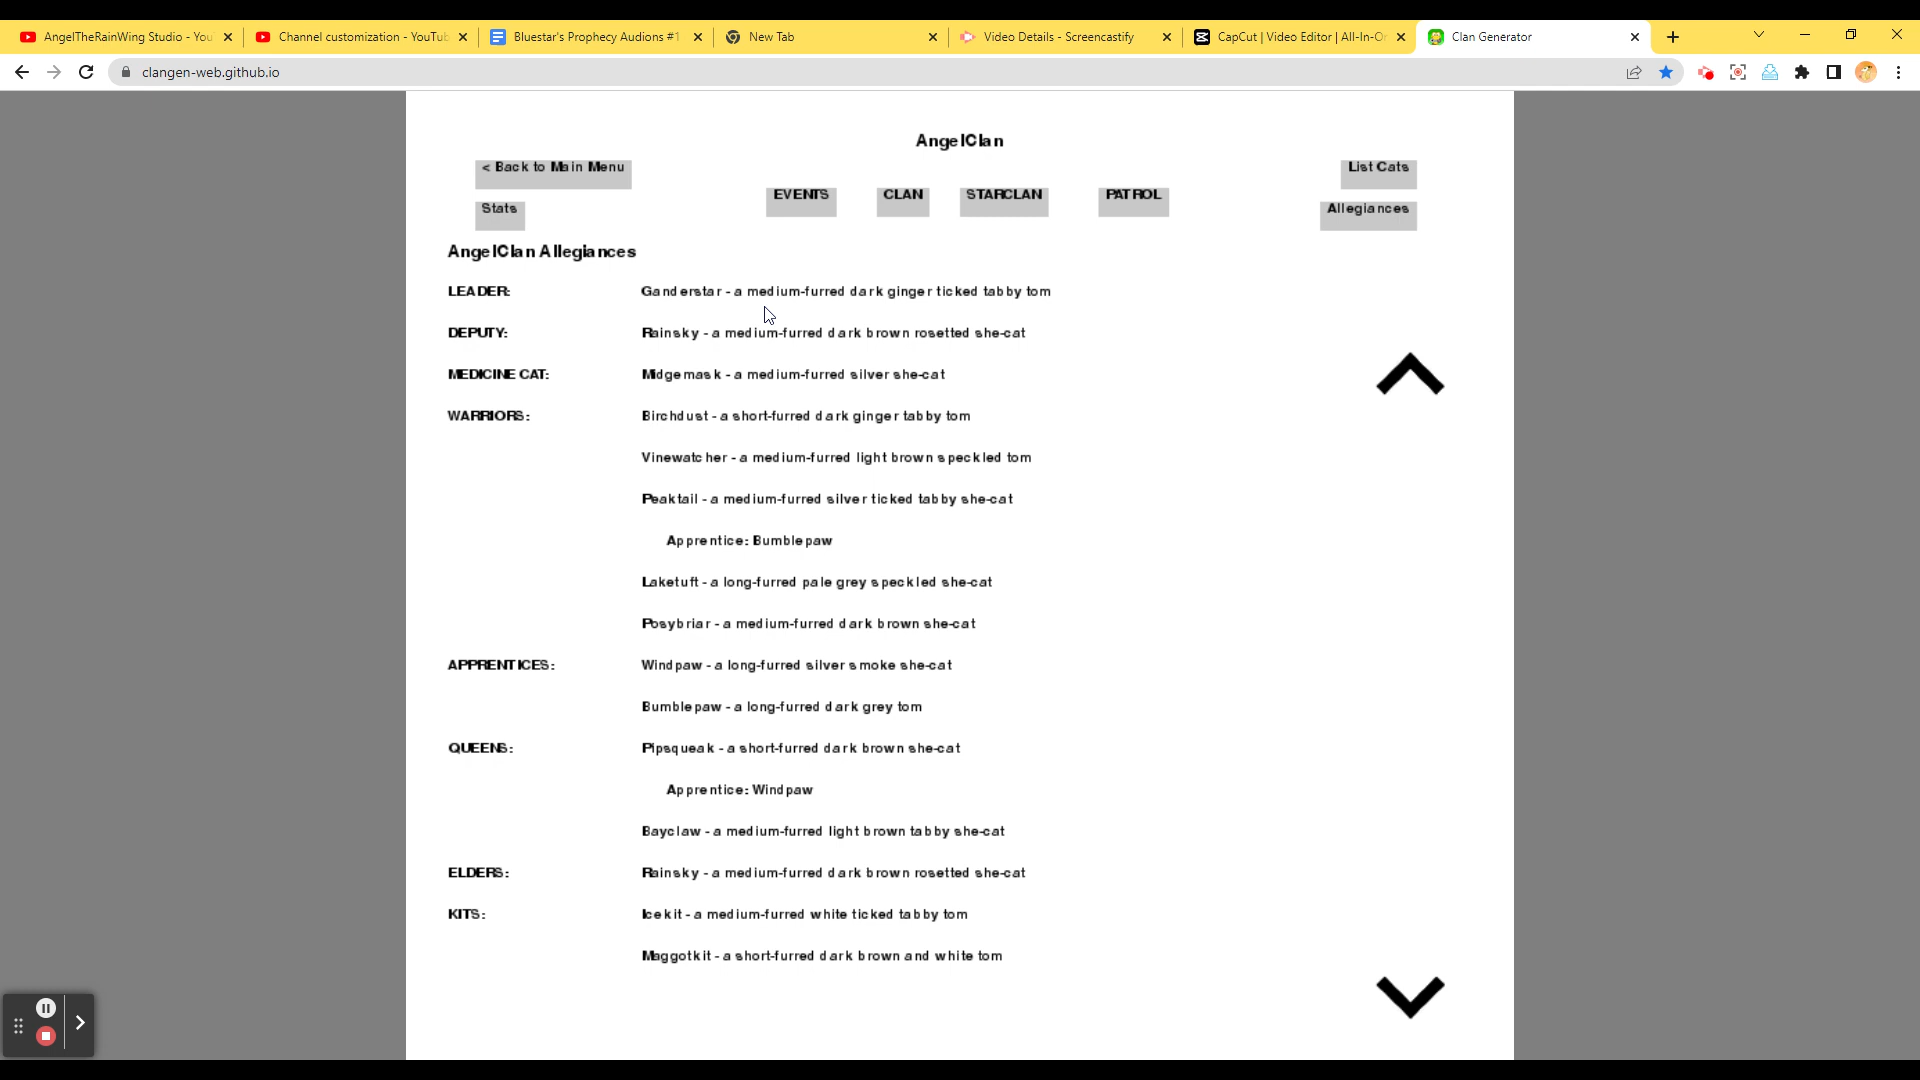 AngelTheRainWing Studio - You
Channel customization - YouTub
Bluestar's Prophecy Audions #1
New Tab
Video Details - Screencastify
CapCut | Video Editor | All-In-Or
Clan Generator
clangen-web.github.io
AngelClan
< Back to Main Menu
List Cats
EVENTS CLAN STARCLAN PATROL
Stats
Allegiances
AngelClan Allegiances
LEADER: Ganderstar - a medium-furred dark ginger ticked tabby tom
DEPUTY: Rainsky - a medium-furred dark brown rosetted she-cat
MEDICINE CAT: Midgemask - a medium-furred silver she-cat
WARRIORS: Birchdust - a short-furred dark ginger tabby tom
Vinewatcher - a medium-furred light brown speckled tom
Peaktail - a medium-furred silver ticked tabby she-cat
Apprentice: Bumblepaw
Laketuft - a long-furred pale grey speckled she-cat
Posybriar - a medium-furred dark brown she-cat
APPRENTICES: Windpaw - a long-furred silver smoke she-cat
Bumblepaw - a long-furred dark grey tom
QUEENS: Pipsqueak - a short-furred dark brown she-cat
Apprentice: Windpaw
Bayclaw - a medium-furred light brown tabby she-cat
ELDERS: Rainsky - a medium-furred dark brown rosetted she-cat
KITS: Icekit - a medium-furred white ticked tabby tom
Maggotkit - a short-furred dark brown and white tom